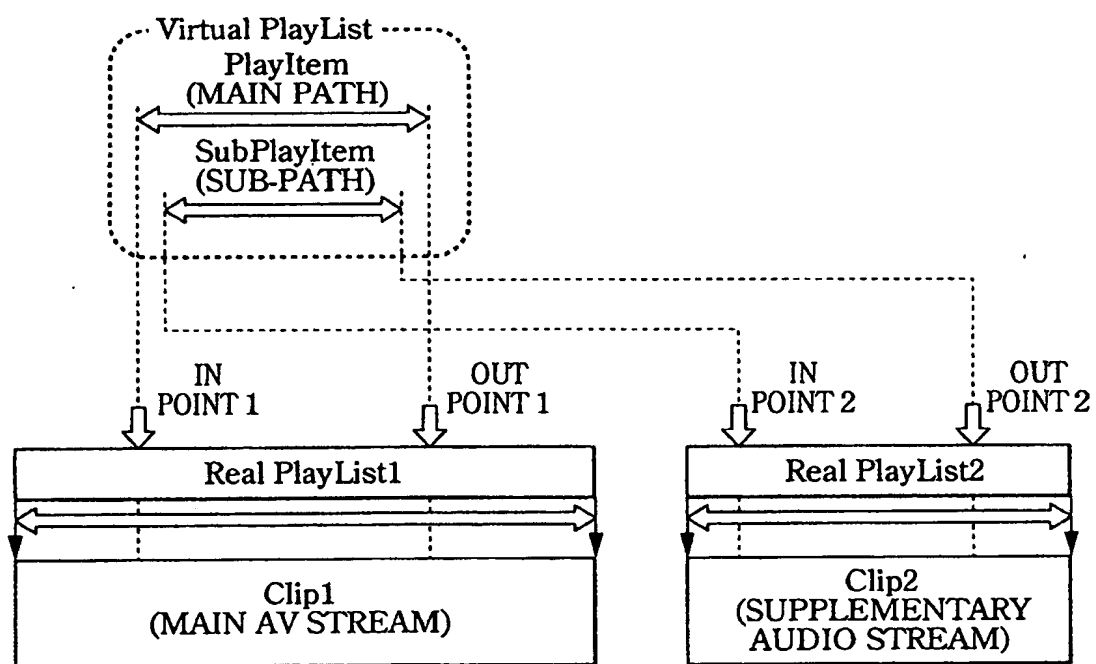 Virtual PlayList
PlayItem
(MAIN PATH)
SubPlayItem
(SUB-PATH)
IN
POINT 1
OUT
POINT 1
IN
POINT 2
OUT
POINT 2
Real PlayList1
Real PlayList2
Clip1
(MAIN AV STREAM)
Clip2
(SUPPLEMENTARY
AUDIO STREAM)